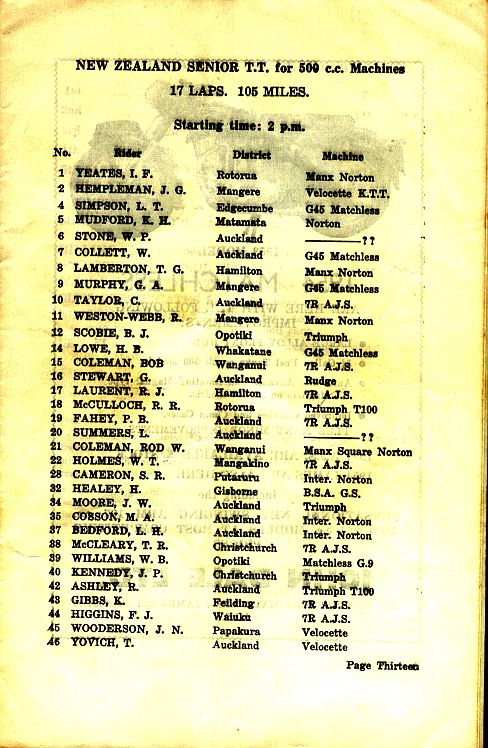 NEW ZEALAND SENIOR T.T. for 500 c.c. Machines
17 LAPS. 105 MILES.
Starting time: 2 p.m.
No. Rider District Machine
1 YEATES, I. F. Rotorua Manx Norton
2 HEMPLEMAN, J. G. Mangere Velocette K.T.T.
4 SIMPSON, L. T. Edgecumbe G45 Matchless
5 MUDFORD, K. H. Matamata Norton
6 STONE, W. P. Auckland ———??
7 COLLETT, W. Auckland G45 Matchless
8 LAMBERTON, T. G. Hamilton Manx Norton
9 MURPHY, G. A. Mangere G45 Matchless
10 TAYLOR, C. Auckland 7R A.J.S.
11 WESTON-WEBB, R. Mangere Manx Norton
12 SCOBIE, B. J. Opotiki Triumph
14 LOWE, H. B. Whakatane G45 Matchless
15 COLEMAN, BOB Wanganui 7R A.J.S.
16 STEWART, G. Auckland Rudge
17 LAURENT, R. J. Hamilton 7R A.J.S.
18 McCULLOCH, R. R. Rotorua Triumph T100
19 FAHEY, P. B. Auckland 7R A.J.S.
20 SUMMERS, L. Auckland ———??
21 COLEMAN, ROD W. Wanganui Manx Square Norton
22 HOLMES, W. T. Mangakino 7R A.J.S.
28 CAMERON, S. R. Putaruru Inter. Norton
32 HEALEY, H. Gisborne B.S.A. G.S.
34 MOORE, J. W. Auckland Triumph
35 COSSON, M. A. Auckland Inter. Norton
37 BEDFORD, L. H. Auckland Inter. Norton
38 McCLEARY, T. R. Christchurch 7R A.J.S.
39 WILLIAMS, W. B. Opotiki Matchless G.9
40 KENNEDY, J. P. Christchurch Triumph
42 ASHLEY, R. Auckland Triumph T100
43 GIBBS, K. Feilding 7R A.J.S.
44 HIGGINS, F. J. Waiuku 7R A.J.S.
45 WOODERSON, J. N. Papakura Velocette
46 YOVICH, T. Auckland Velocette
Page Thirteen